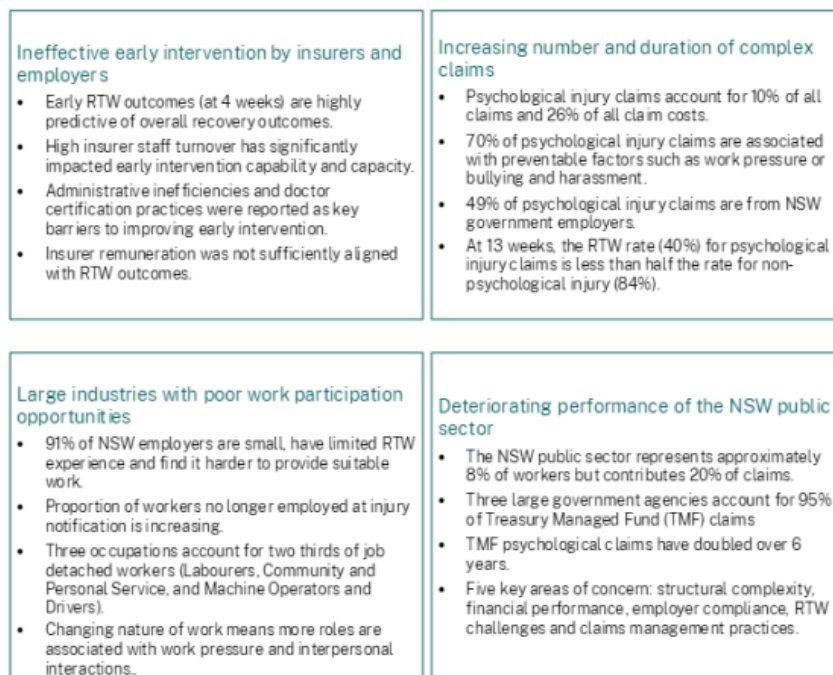 Ineffective early intervention by insurers and
employers
• Early RTW outcomes (at 4 weeks) are highly
predictive of overall recovery outcomes.
• High insurer staff turnover has significantly
impacted early intervention capability and capacity.
• Administrative inefficiencies and doctor
certification practices were reported as key
barriers to improving early intervention.
• Insurer remuneration was not sufficiently aligned
with RTW outcomes.
Increasing number and duration of complex
claims
• Psychological injury claims account for 10% of all
claims and 26% of all claim costs.
• 70% of psychological injury claims are associated
with preventable factors such as work pressure or
bullying and harassment.
• 49% of psychological injury claims are from NSW
government employers.
• At 13 weeks, the RTW rate (40%) for psychological
injury claims is less than half the rate for non-
psychological injury (84%).
Large industries with poor work participation
opportunities
• 91% of NSW employers are small, have limited RTW
experience and find it harder to provide suitable
work.
• Proportion of workers no longer employed at injury
notification is increasing.
• Three occupations account for two thirds of job
detached workers (Labourers, Community and
Personal Service, and Machine Operators and
Drivers).
• Changing nature of work means more roles are
associated with work pressure and interpersonal
interactions..
Deteriorating performance of the NSW public
sector
• The NSW public sector represents approximately
8% of workers but contributes 20% of claims.
• Three large government agencies account for 95%
of Treasury Managed Fund (TMF) claims
• TMF psychological claims have doubled over 6
years.
• Five key areas of concern: structural complexity,
financial performance, employer compliance, RTW
challenges and claims management practices.